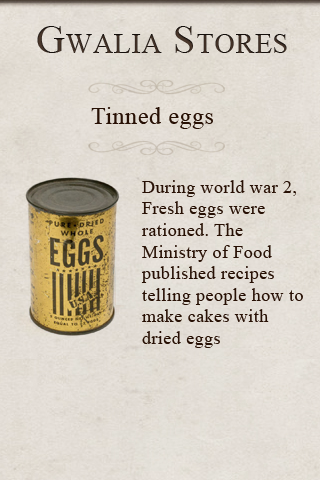 Gwalia Stores
Tinned eggs
During world war 2,
Fresh eggs were
rationed. The
Ministry of Food
published recipes
telling people how to
make cakes with
dried eggs
PURE • DRIED
WHOLE
EGGS
U.S.A.